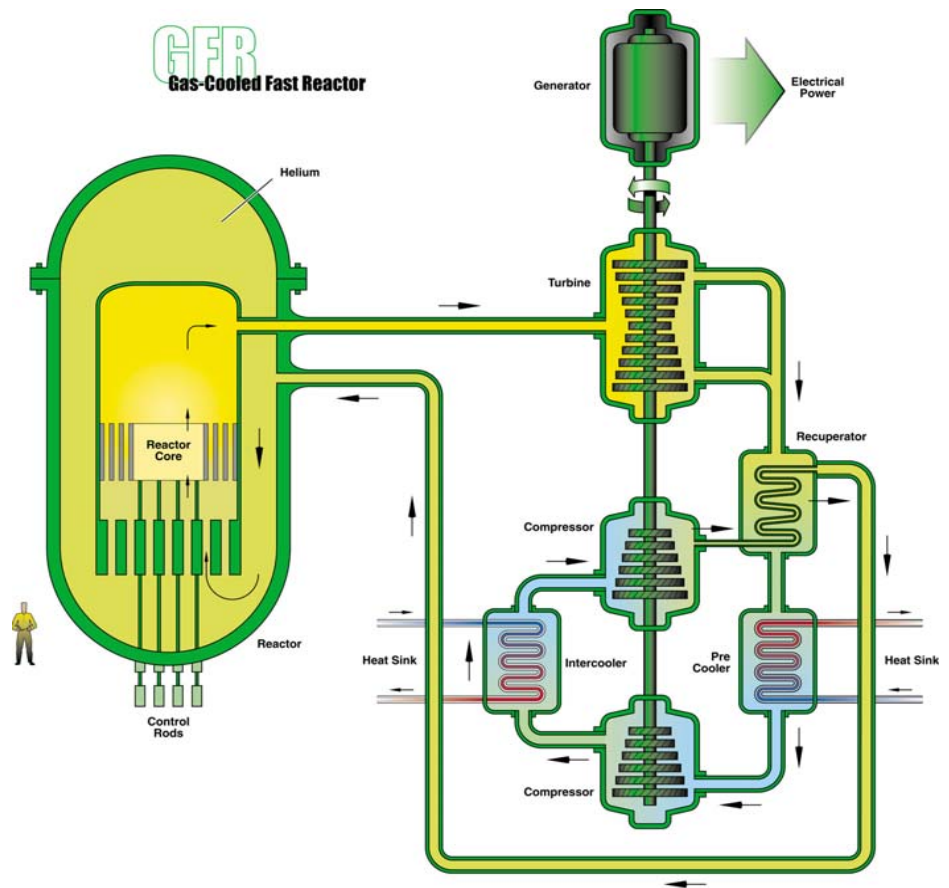 GFR
Gas-Cooled Fast Reactor
Generator
Electrical
Power
Helium
Turbine
Reactor
Core
Recuperator
Compressor
Reactor
Heat Sink
Intercooler
Pre
Cooler
Heat Sink
Control
Rods
Compressor